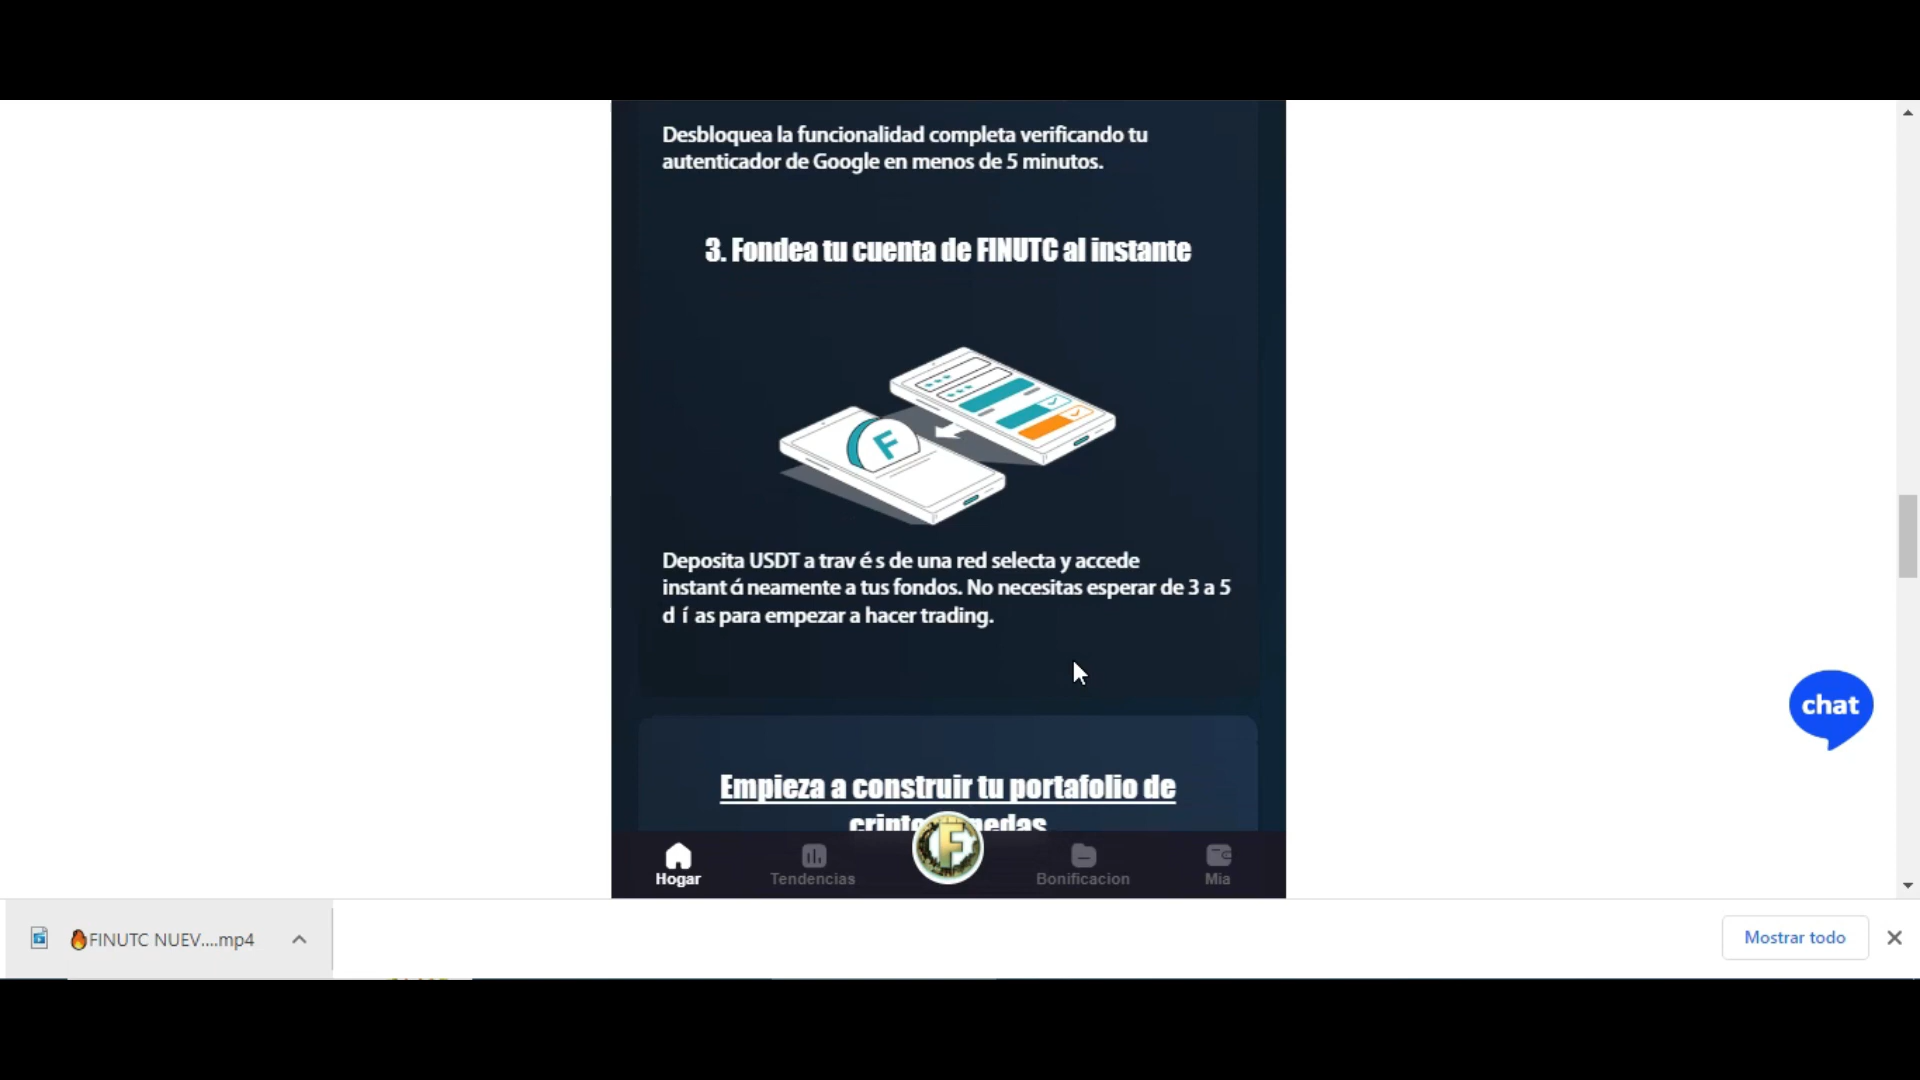 Desbloquea la funcionalidad completa verificando tu
autenticador de Google en menos de 5 minutos.
3. Fondea tu cuenta de FINUTC al instante
F
Deposita USDT a trav é s de una red selecta y accede
instant á neamente a tus fondos. No necesitas esperar de 3 a 5
d í as para empezar a hacer trading.
chat
Empieza a construir tu portafolio de
F
Hogar
Tendencias
Bonificacion
Mia
🔥FINUTC NUEV....mp4
Mostrar todo